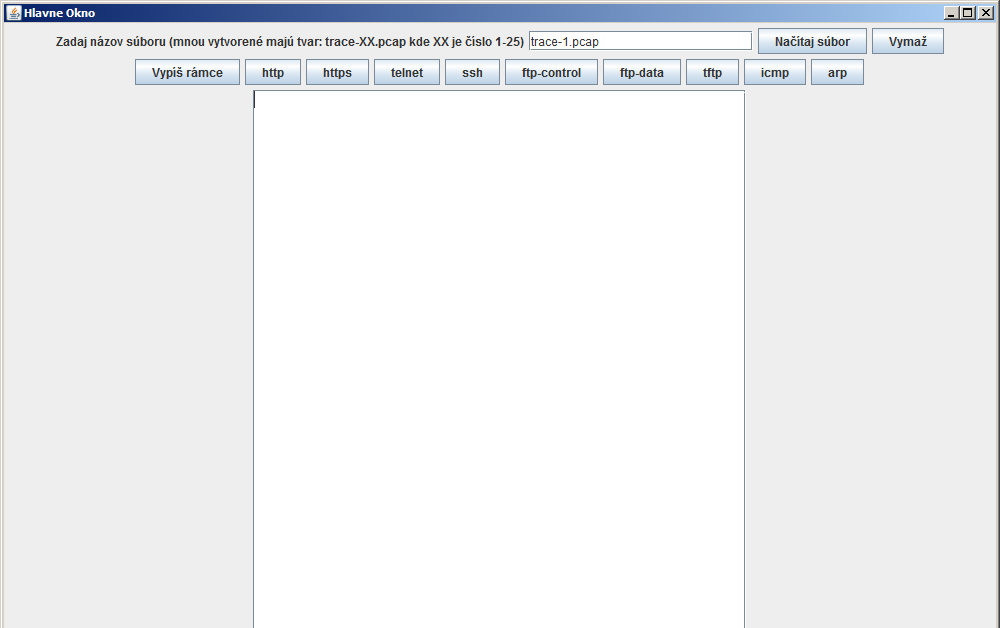 Hlavne Okno
Zadaj názov súboru (mnou vytvorené majú tvar: trace-XX.pcap kde XX je číslo 1-25) trace-1.pcap Načítaj súbor Vymaž
Vypíš rámce http https telnet ssh ftp-control ftp-data tftp icmp arp